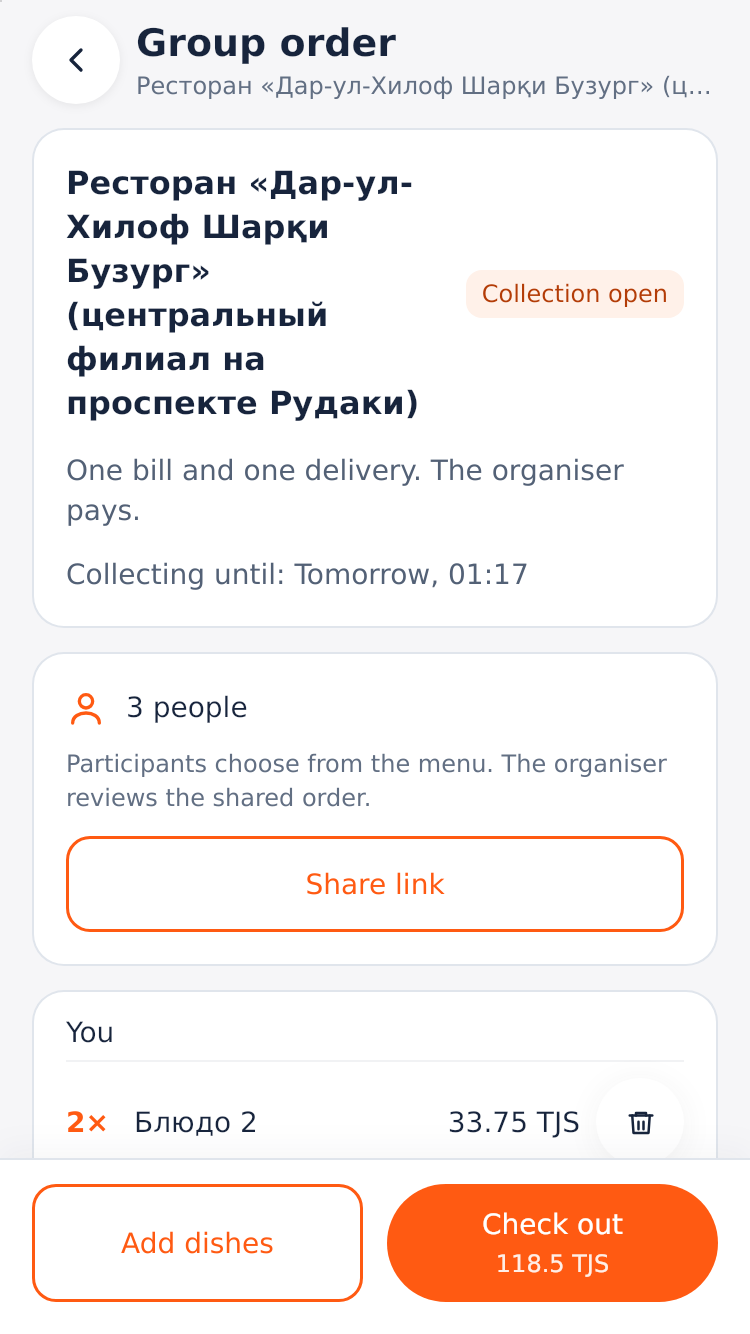 Group order
Ресторан «Дар-ул-Хилоф Шарқи Бузург» (ц...
Ресторан «Дар-ул-
Хилоф Шарқи
Бузург»
(центральный
филиал на
проспекте Рудаки)
Collection open
One bill and one delivery. The organiser
pays.
Collecting until: Tomorrow, 01:17
3 people
Participants choose from the menu. The organiser
reviews the shared order.
Share link
You
2× Блюдо 2 33.75 TJS
Add dishes
Check out
118.5 TJS